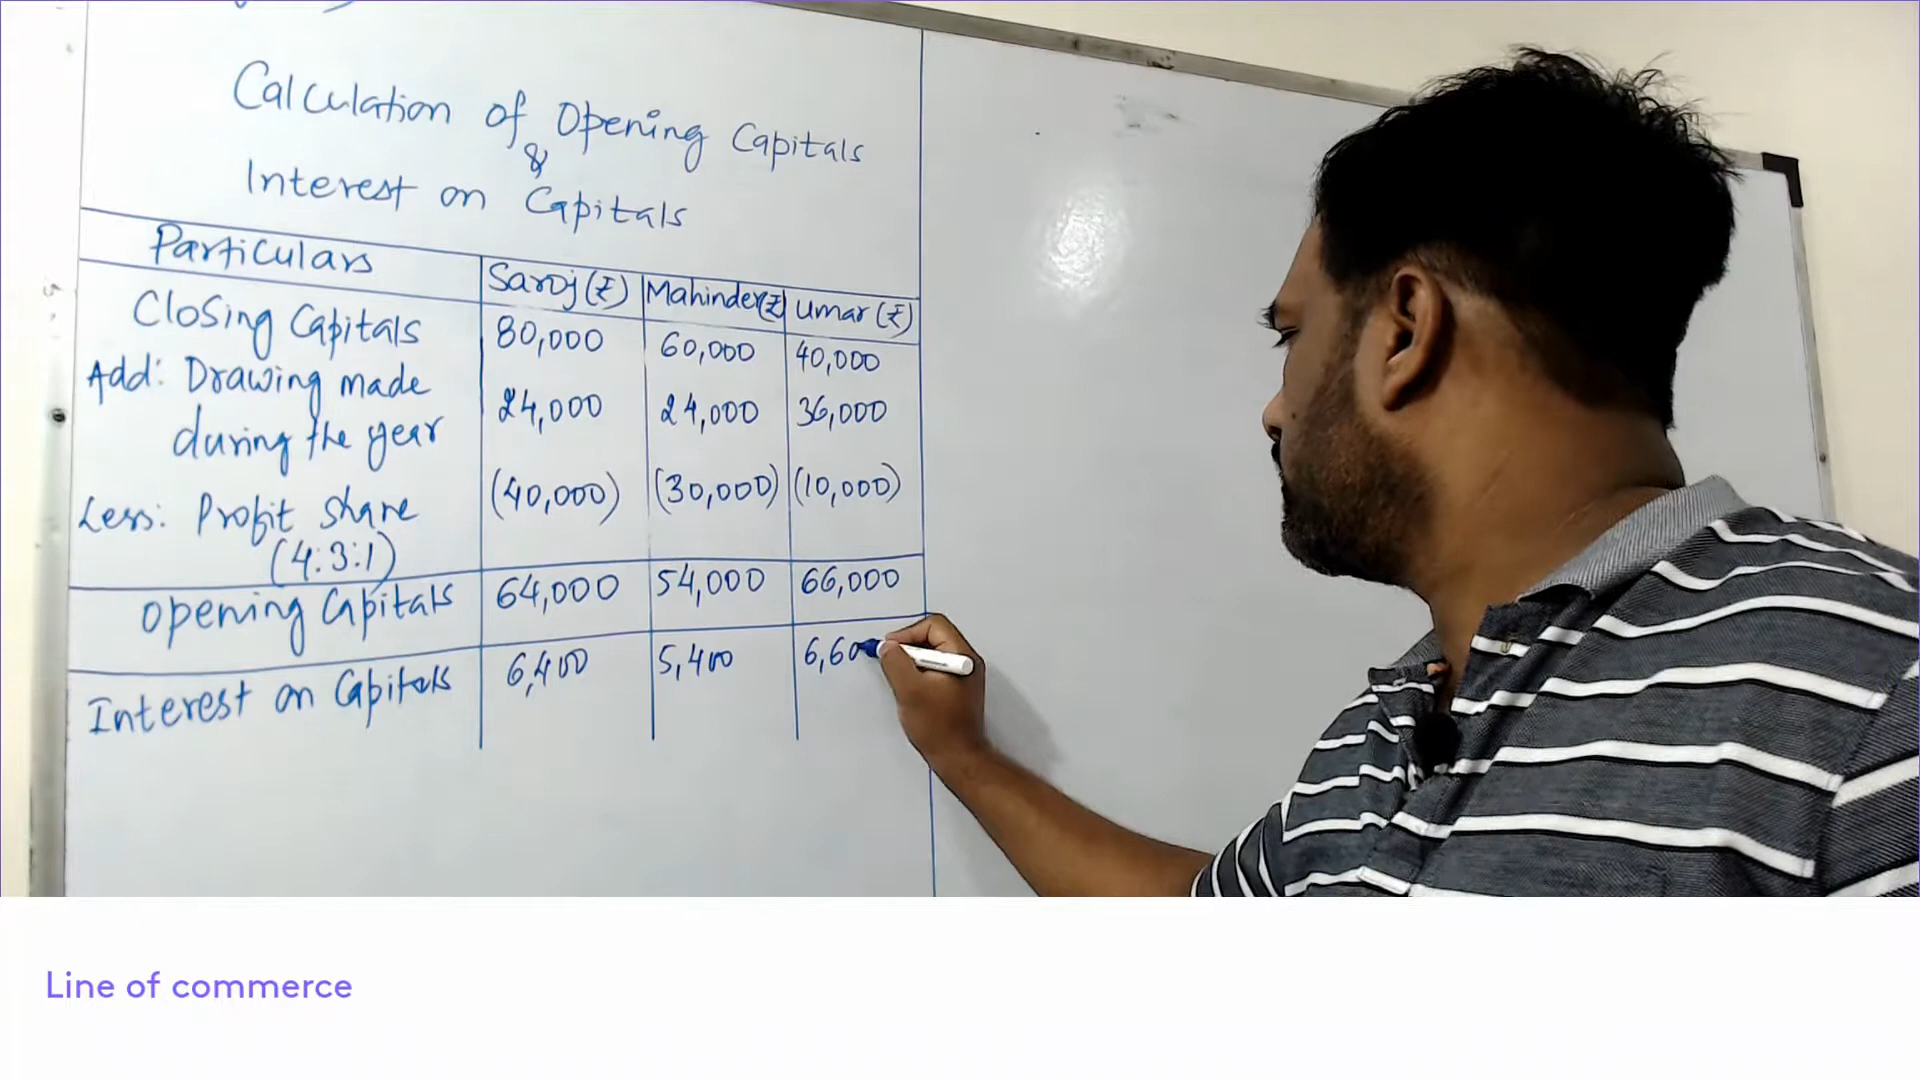 Calculation of Opening Capitals
&
Interest on Capitals
Particulars Saroj (₹) Mahinder (₹) Umar (₹)
Closing Capitals 80,000 60,000 40,000
Add: Drawing made 24,000 24,000 36,000
during the year
Less: Profit share (40,000) (30,000) (10,000)
(4:3:1)
Opening Capitals 64,000 54,000 66,000
Interest on Capitals 6,400 5,400
Line of commerce